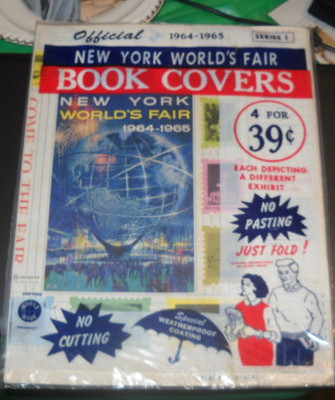 Official 1964-1965 SERIES 1
NEW YORK WORLD'S FAIR
BOOK COVERS
NEW YORK
WORLD'S FAIR
1964-1965
4 FOR
39¢
EACH DEPICTING
A DIFFERENT
EXHIBIT
NO
PASTING
JUST FOLD!
COME TO THE FAIR
NO
CUTTING
Special
WEATHERPROOF
COATING
PRODUCT